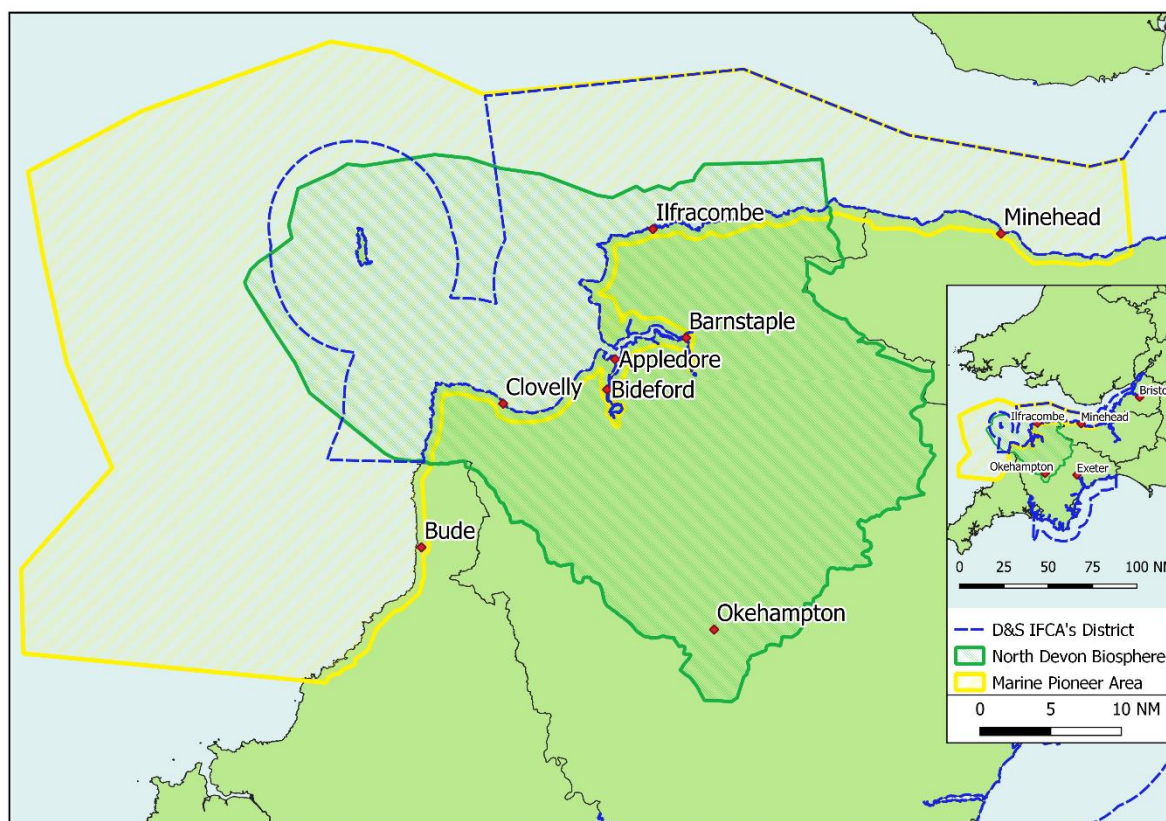 Ilfracombe
Minehead
Barnstaple
Appledore
Clovelly
Bideford
Bude
Okehampton
Bristo
Ilfracombe
Minehead
Okehampton
Exeter
0 25 50 75 100 NM
D&S IFCA's District
North Devon Biosphere
Marine Pioneer Area
0 5 10 NM